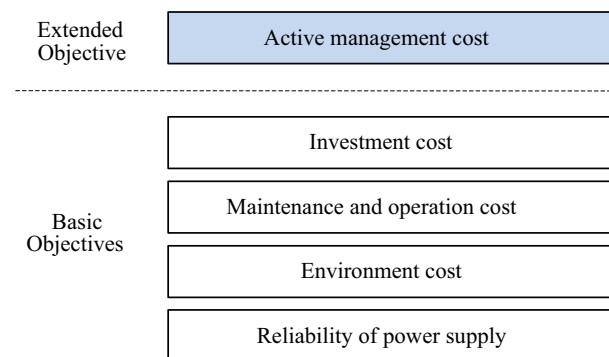 Extended
Objective
Active management cost
Investment cost
Maintenance and operation cost
Basic
Objectives
Environment cost
Reliability of power supply